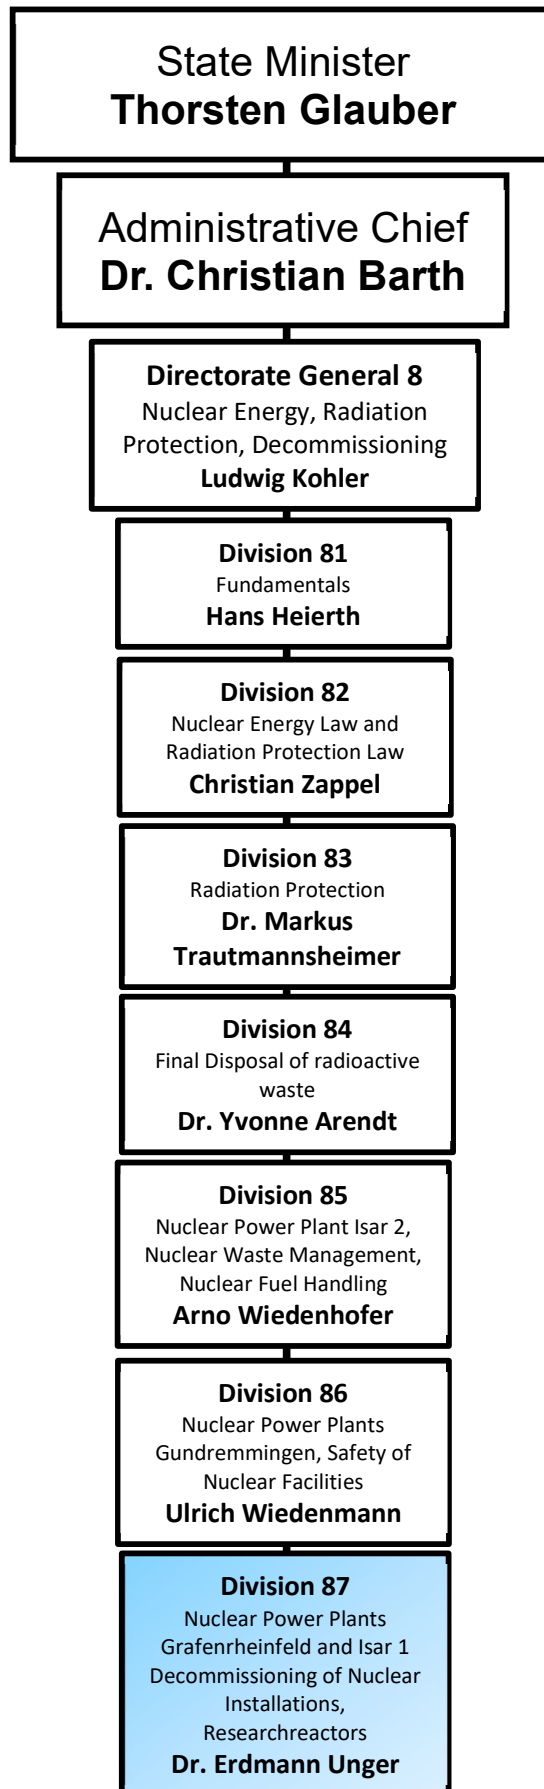 State Minister
Thorsten Glauber
Administrative Chief
Dr. Christian Barth
Directorate General 8
Nuclear Energy, Radiation
Protection, Decommissioning
Ludwig Kohler
Division 81
Fundamentals
Hans Heierth
Division 82
Nuclear Energy Law and
Radiation Protection Law
Christian Zappel
Division 83
Radiation Protection
Dr. Markus
Trautmannsheimer
Division 84
Final Disposal of radioactive
waste
Dr. Yvonne Arendt
Division 85
Nuclear Power Plant Isar 2,
Nuclear Waste Management,
Nuclear Fuel Handling
Arno Wiedenhofer
Division 86
Nuclear Power Plants
Gundremmingen, Safety of
Nuclear Facilities
Ulrich Wiedenmann
Division 87
Nuclear Power Plants
Grafenrheinfeld and Isar 1
Decommissioning of Nuclear
Installations,
Researchreactors
Dr. Erdmann Unger